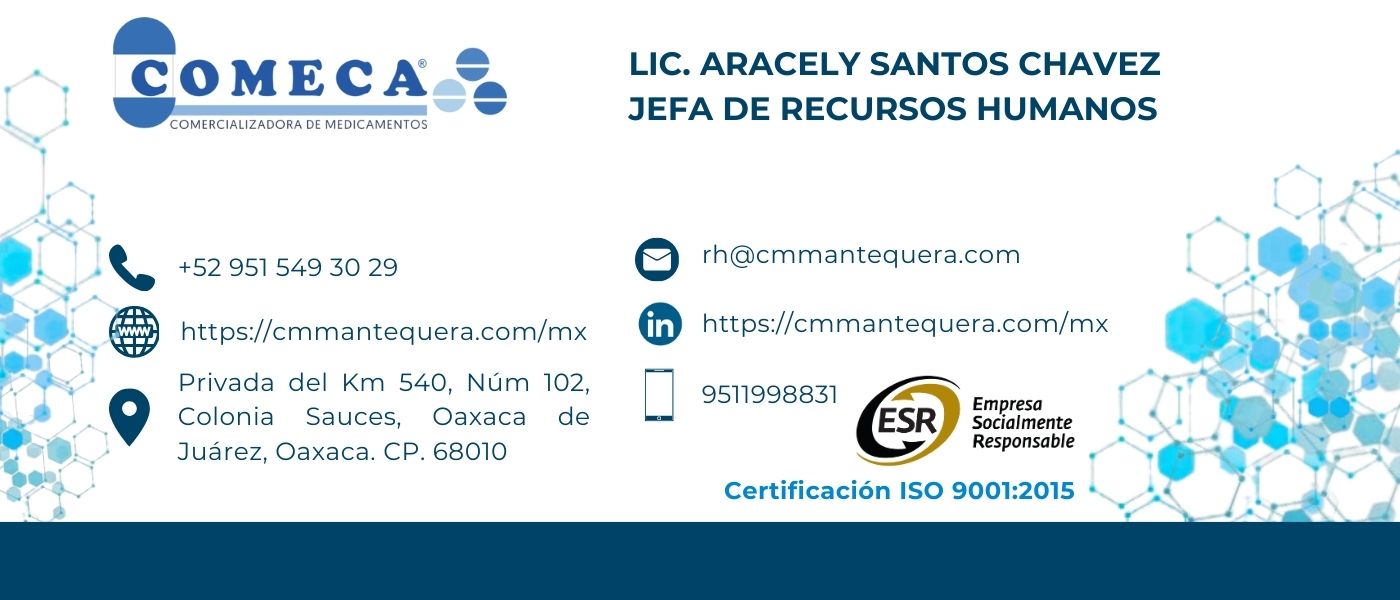 COMECA®
COMERCIALIZADORA DE MEDICAMENTOS
LIC. ARACELY SANTOS CHAVEZ
JEFA DE RECURSOS HUMANOS
+52 951 549 30 29
www
https://cmmantequera.com/mx
Privada del Km 540, Núm 102,
Colonia Sauces, Oaxaca de
Juárez, Oaxaca. CP. 68010
rh@cmmantequera.com
in
https://cmmantequera.com/mx
9511998831
ESR
Empresa
Socialmente
Responsable
Certificación ISO 9001:2015